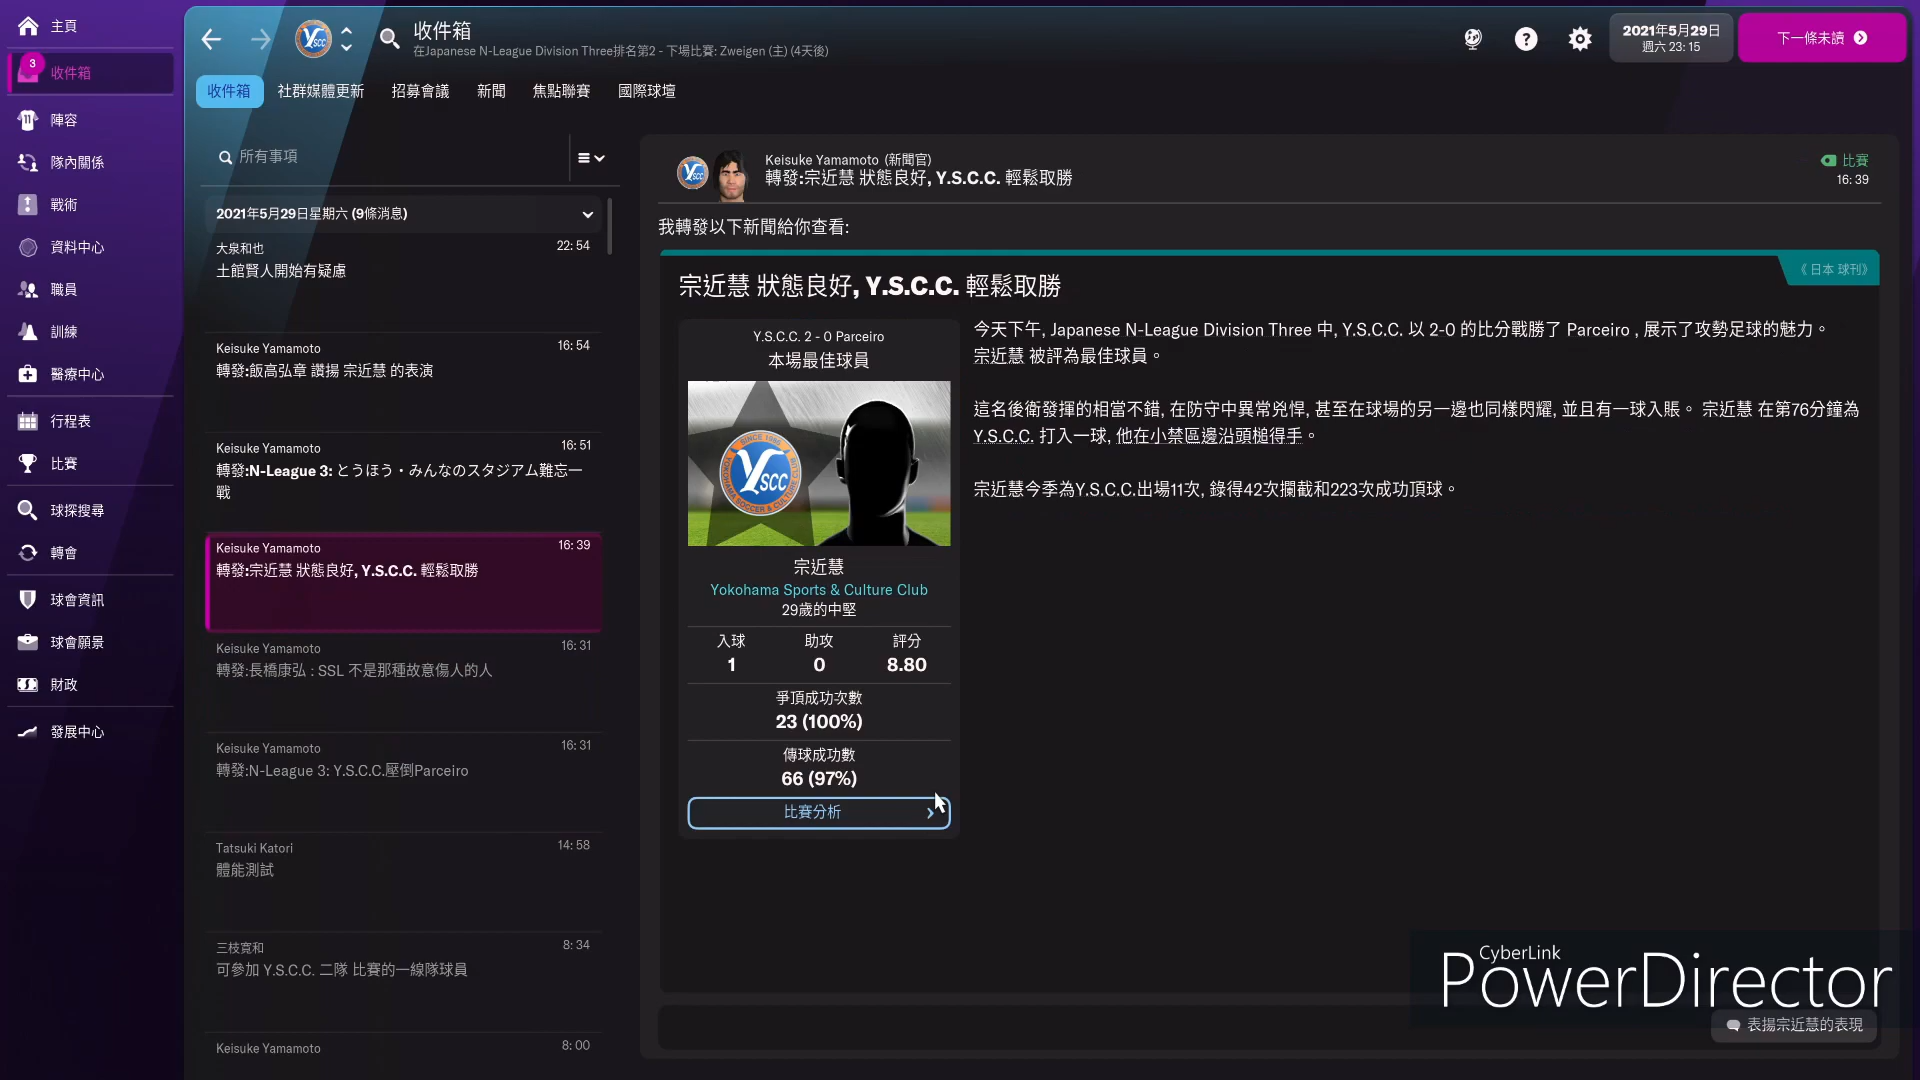 主頁
3
收件箱
陣容
隊內關係
戰術
資料中心
職員
訓練
醫療中心
行程表
比賽
球探搜尋
轉會
球會資訊
球會願景
財政
發展中心
收件箱
在Japanese N-League Division Three排名第2 - 下場比賽: Zweigen (主) (4天後)
2021年5月29日
週六 23:15
下一條未讀
收件箱 社群媒體更新 招募會議 新聞 焦點聯賽 國際球壇
所有事項
2021年5月29日星期六 (9條消息)
大泉和也 22:54
土館賢人開始有疑慮
Keisuke Yamamoto 16:54
轉發:飯高弘章 讚揚 宗近慧 的表演
Keisuke Yamamoto 16:51
轉發:N-League 3: とうほう・みんなのスタジアム難忘一
戰
Keisuke Yamamoto 16:39
轉發:宗近慧 狀態良好, Y.S.C.C. 輕鬆取勝
Keisuke Yamamoto 16:31
轉發:長橋康弘 : SSL 不是那種故意傷人的人
Keisuke Yamamoto 16:31
轉發:N-League 3: Y.S.C.C.壓倒Parceiro
Tatsuki Katori 14:58
體能測試
三枝寛和 8:34
可參加 Y.S.C.C. 二隊 比賽的一線隊球員
Keisuke Yamamoto 8:00
Keisuke Yamamoto (新聞官)
轉發:宗近慧 狀態良好, Y.S.C.C. 輕鬆取勝
比賽
16:39
我轉發以下新聞給你查看:
《日本 球刊》
宗近慧 狀態良好, Y.S.C.C. 輕鬆取勝
Y.S.C.C. 2 - 0 Parceiro
本場最佳球員
SINCE 1986
YSCC
YOKOHAMA SOCCER & CULTURE CLUB
宗近慧
Yokohama Sports & Culture Club
29歲的中堅
入球 助攻 評分
1 0 8.80
爭頂成功次數
23 (100%)
傳球成功數
66 (97%)
比賽分析
今天下午, Japanese N-League Division Three 中, Y.S.C.C. 以 2-0 的比分戰勝了 Parceiro , 展示了攻勢足球的魅力。
宗近慧 被評為最佳球員。
這名後衛發揮的相當不錯, 在防守中異常兇悍, 甚至在球場的另一邊也同樣閃耀, 並且有一球入賬。 宗近慧 在第76分鐘為
Y.S.C.C. 打入一球, 他在小禁區邊沿頭槌得手。
宗近慧今季為Y.S.C.C.出場11次, 錄得42次攔截和223次成功頂球。
CyberLink
PowerDirector
表揚宗近慧的表現